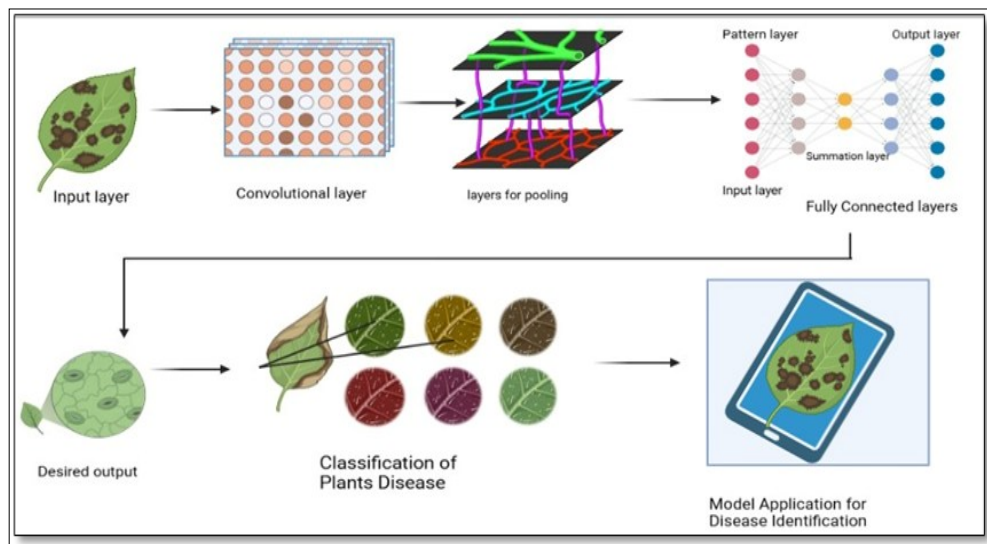 Pattern layer
Output layer
Input layer
Convolutional layer
layers for pooling
Summation layer
Input layer
Fully Connected layers
Desired output
Classification of
Plants Disease
Model Application for
Disease Identification